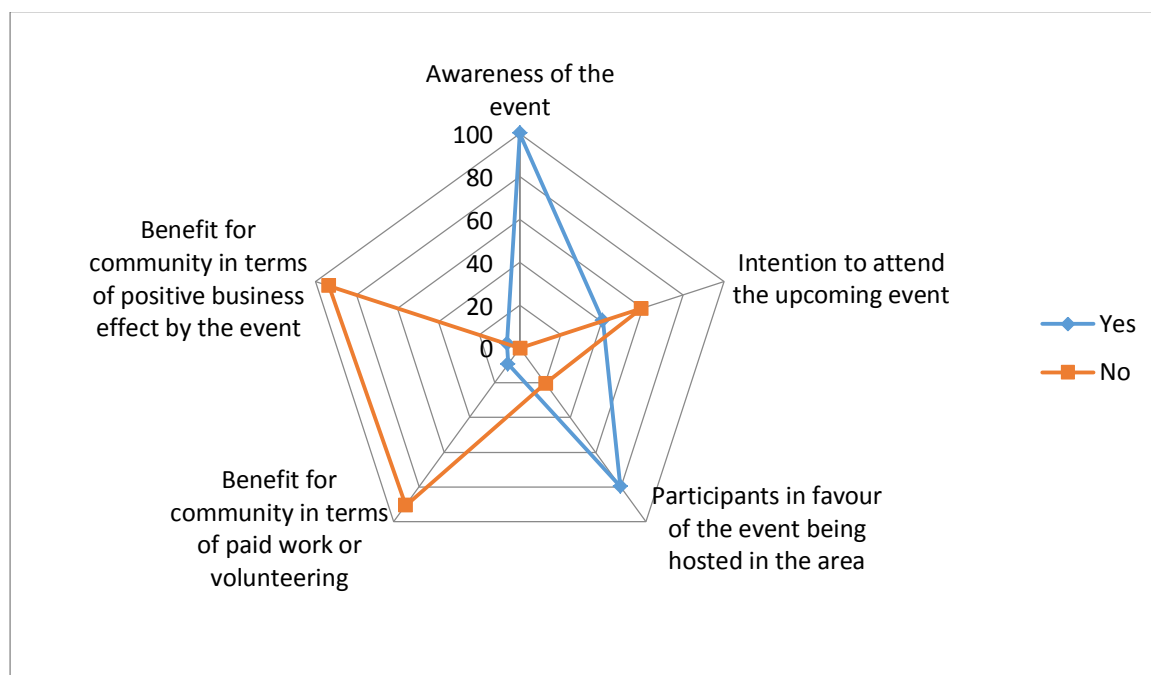 Awareness of the
event
100
80
60
40
20
0
Intention to attend
the upcoming event
Participants in favour
of the event being
hosted in the area
Benefit for
community in terms
of paid work or
volunteering
Benefit for
community in terms
of positive business
effect by the event
Yes
No